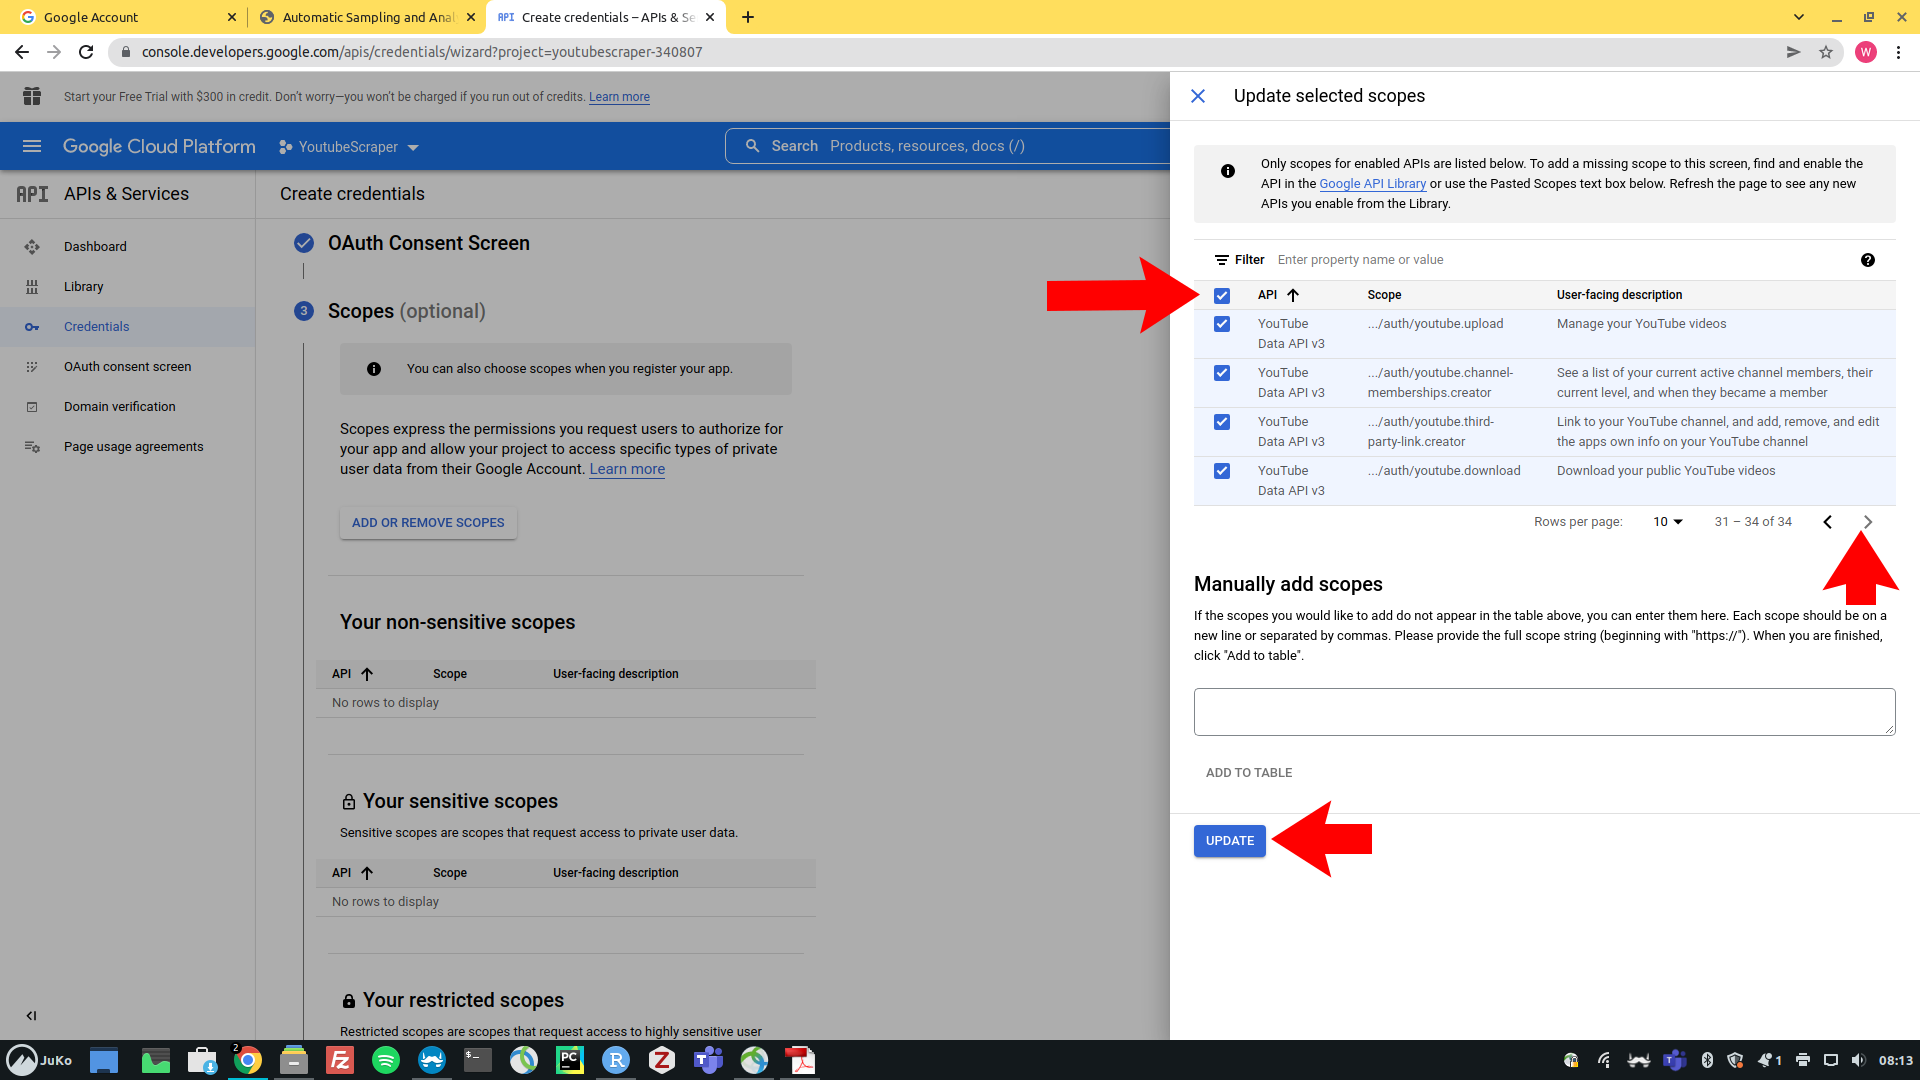 Google Account
Automatic Sampling and Anal
API Create credentials – APIs & Se
console.developers.google.com/apis/credentials/wizard?project=youtubescraper-340807
W
Start your Free Trial with $300 in credit. Don't worry—you won't be charged if you run out of credits. Learn more
Google Cloud Platform
YoutubeScraper
Search Products, resources, docs (/)
API APIs & Services
Dashboard
Library
Credentials
OAuth consent screen
Domain verification
Page usage agreements
Create credentials
OAuth Consent Screen
3 Scopes (optional)
You can also choose scopes when you register your app.
Scopes express the permissions you request users to authorize for
your app and allow your project to access specific types of private
user data from their Google Account. Learn more
ADD OR REMOVE SCOPES
Your non-sensitive scopes
API Scope User-facing description
No rows to display
Your sensitive scopes
Sensitive scopes are scopes that request access to private user data.
API Scope User-facing description
No rows to display
Your restricted scopes
Restricted scopes are scopes that request access to highly sensitive user
Update selected scopes
Only scopes for enabled APIs are listed below. To add a missing scope to this screen, find and enable the
API in the Google API Library or use the Pasted Scopes text box below. Refresh the page to see any new
APIs you enable from the Library.
Filter Enter property name or value
API Scope User-facing description
YouTube .../auth/youtube.upload Manage your YouTube videos
Data API v3
YouTube .../auth/youtube.channel- See a list of your current active channel members, their
Data API v3 memberships.creator current level, and when they became a member
YouTube .../auth/youtube.third- Link to your YouTube channel, and add, remove, and edit
Data API v3 party-link.creator the apps own info on your YouTube channel
YouTube .../auth/youtube.download Download your public YouTube videos
Data API v3
Rows per page: 10 31 – 34 of 34
Manually add scopes
If the scopes you would like to add do not appear in the table above, you can enter them here. Each scope should be on a
new line or separated by commas. Please provide the full scope string (beginning with "https://"). When you are finished,
click "Add to table".
ADD TO TABLE
UPDATE
JuKo
2
Fz
$
PC
R
Z
T
1
08:13